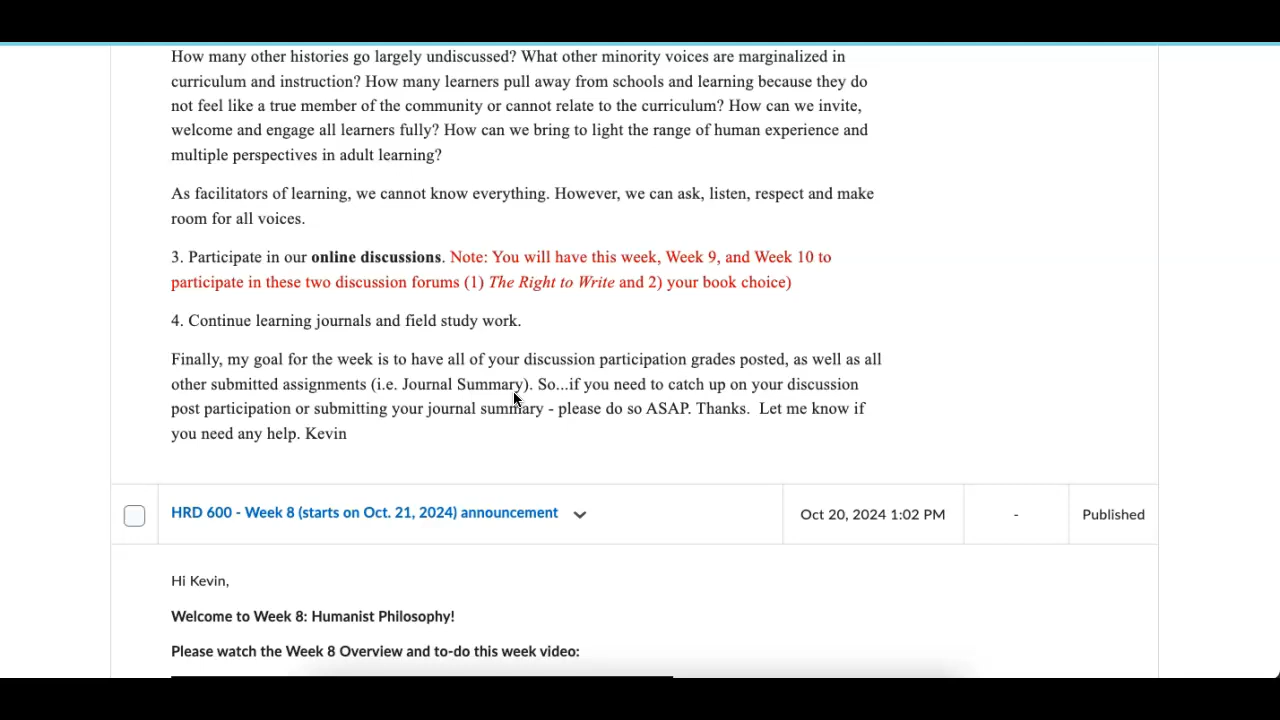 How many other histories go largely undiscussed? What other minority voices are marginalized in
curriculum and instruction? How many learners pull away from schools and learning because they do
not feel like a true member of the community or cannot relate to the curriculum? How can we invite,
welcome and engage all learners fully? How can we bring to light the range of human experience and
multiple perspectives in adult learning?
As facilitators of learning, we cannot know everything. However, we can ask, listen, respect and make
room for all voices.
3. Participate in our online discussions. Note: You will have this week, Week 9, and Week 10 to
participate in these two discussion forums (1) The Right to Write and 2) your book choice)
4. Continue learning journals and field study work.
Finally, my goal for the week is to have all of your discussion participation grades posted, as well as all
other submitted assignments (i.e. Journal Summary). So...if you need to catch up on your discussion
post participation or submitting your journal summary - please do so ASAP. Thanks.  Let me know if
you need any help. Kevin
HRD 600 - Week 8 (starts on Oct. 21, 2024) announcement Oct 20, 2024 1:02 PM - Published
Hi Kevin,
Welcome to Week 8: Humanist Philosophy!
Please watch the Week 8 Overview and to-do this week video: